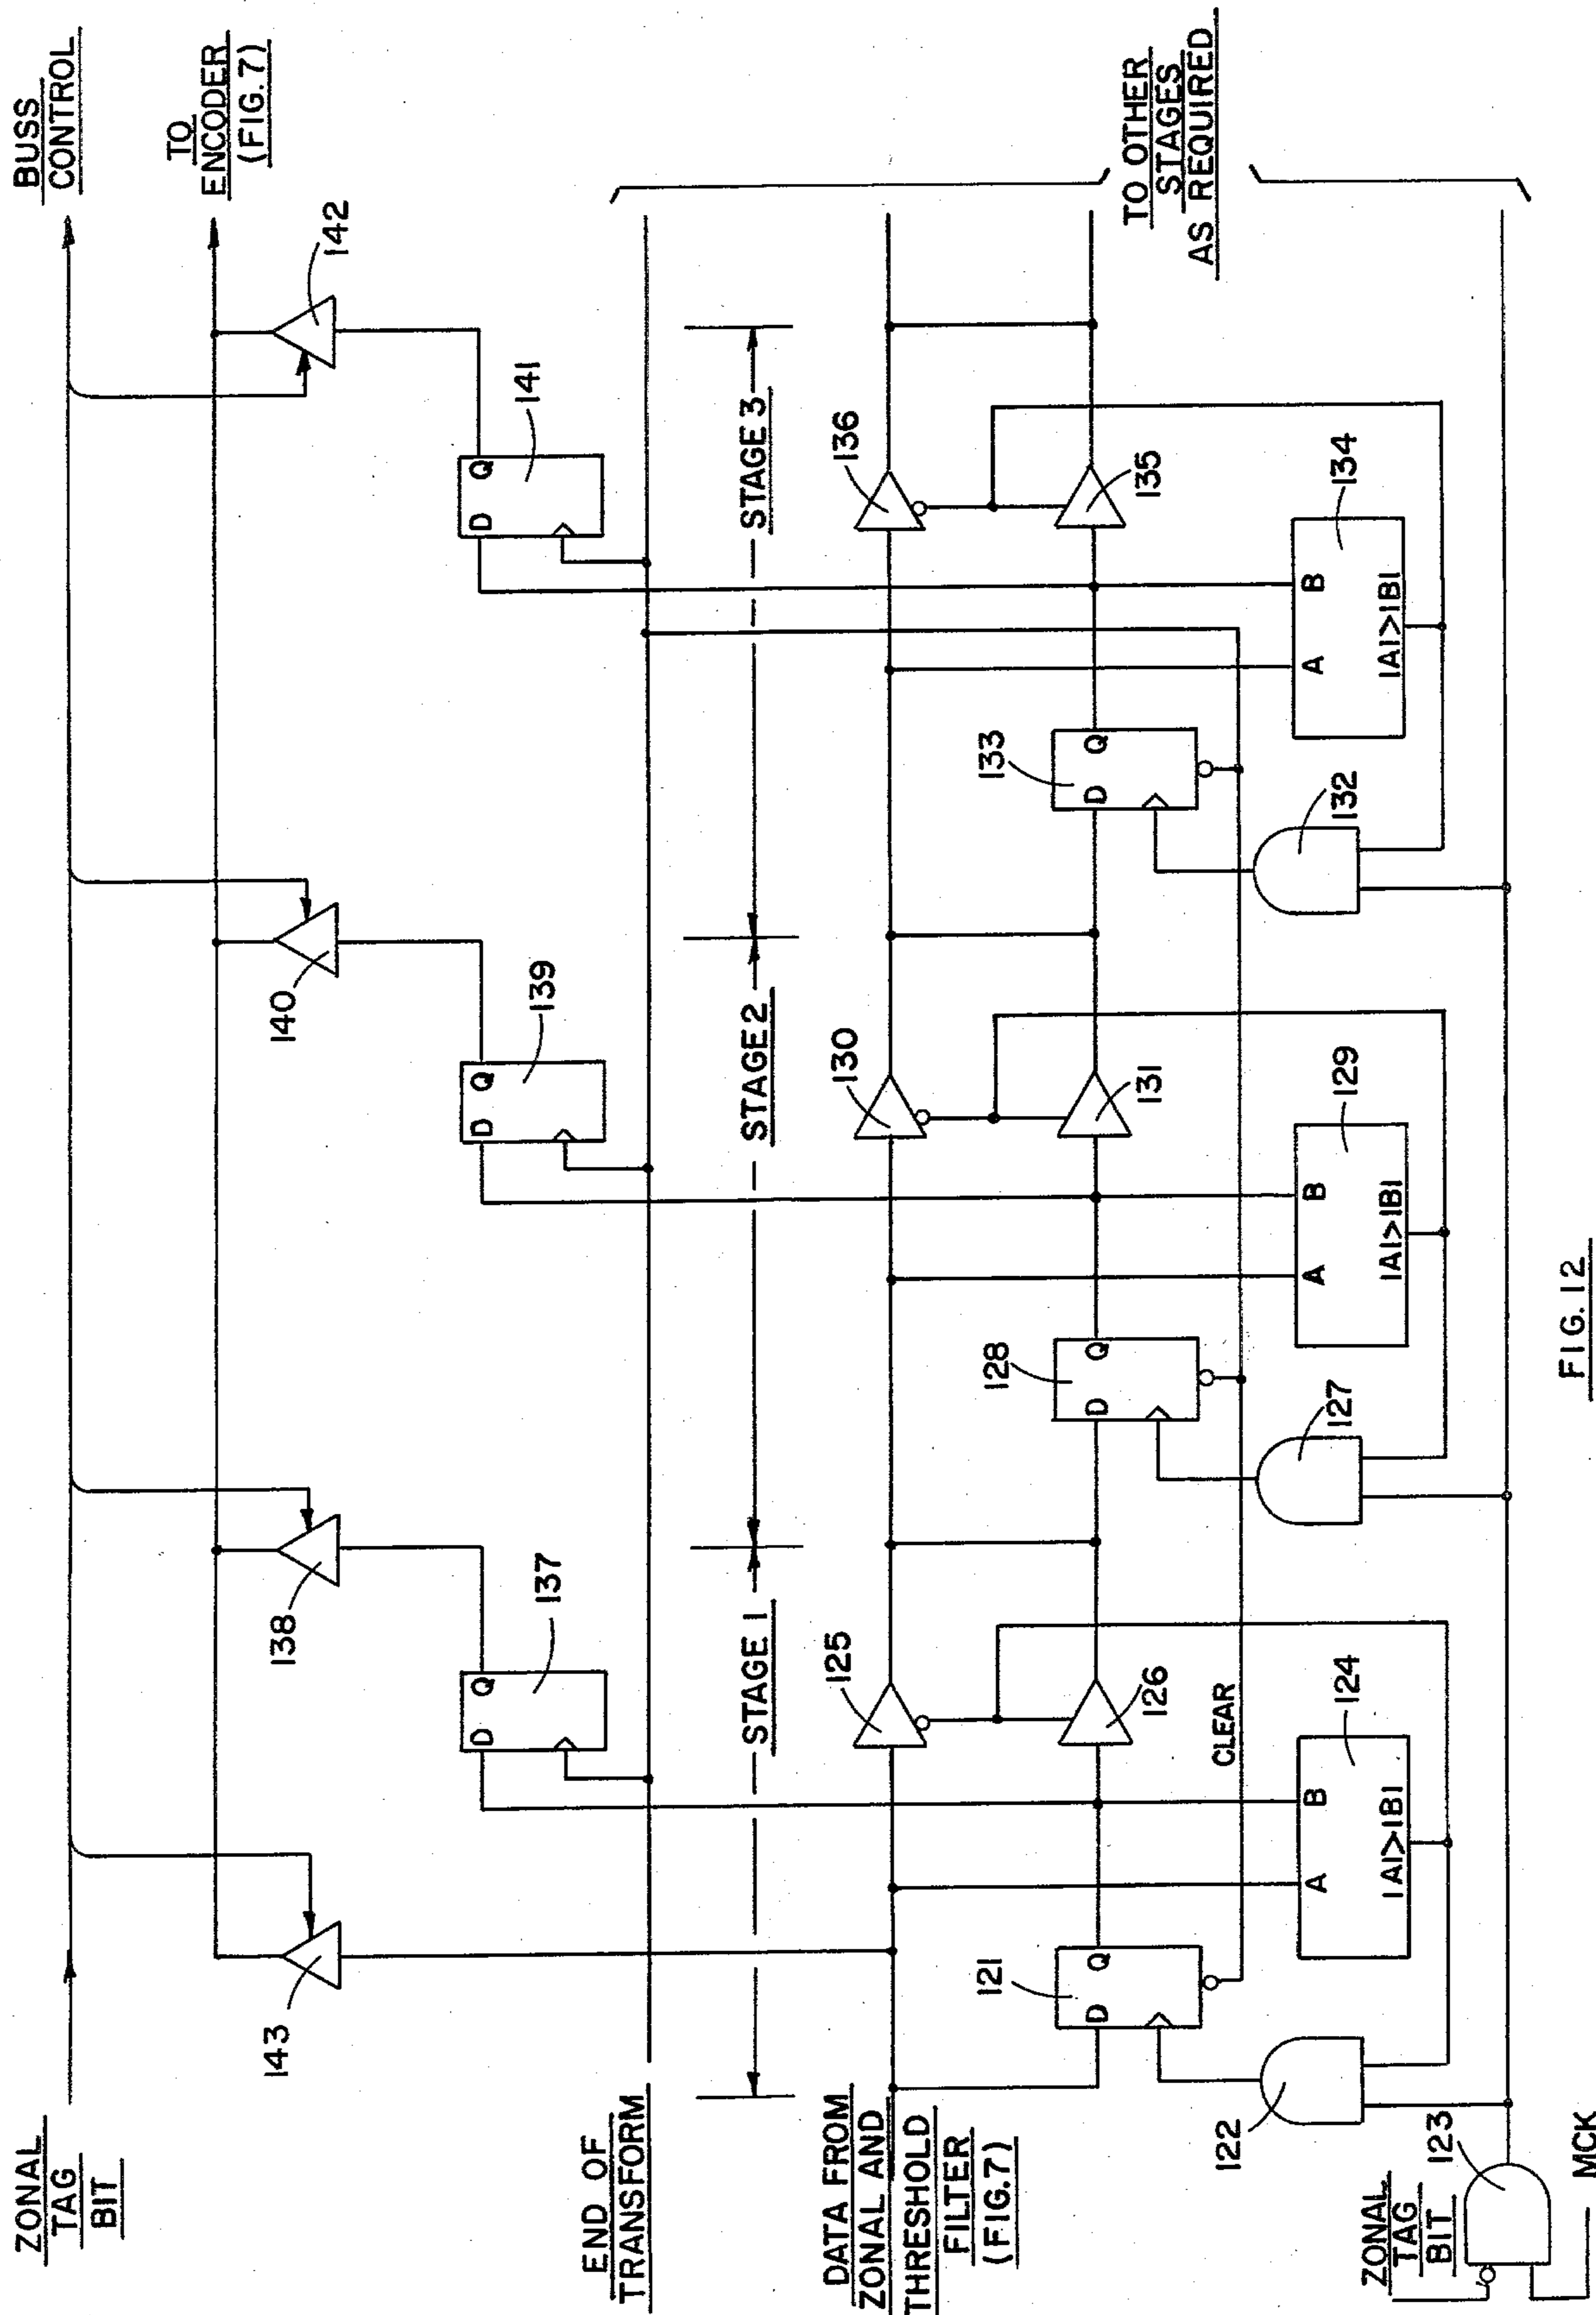 ZONAL
TAG
BIT
BUSS
CONTROL
TO
ENCODER
(FIG. 7)
143
138
140
142
137
D Q
139
D Q
141
D Q
END OF
TRANSFORM
STAGE 1
STAGE 2
STAGE 3
DATA FROM
ZONAL AND
THRESHOLD
FILTER
(FIG. 7)
125
130
136
121
D Q
126
128
D Q
131
133
D Q
135
TO OTHER
STAGES
AS REQUIRED
CLEAR
122
124
A B
|A|>|B|
127
129
A B
|A|>|B|
132
134
A B
|A|>|B|
ZONAL
TAG
BIT
123
MCK
FIG. 12